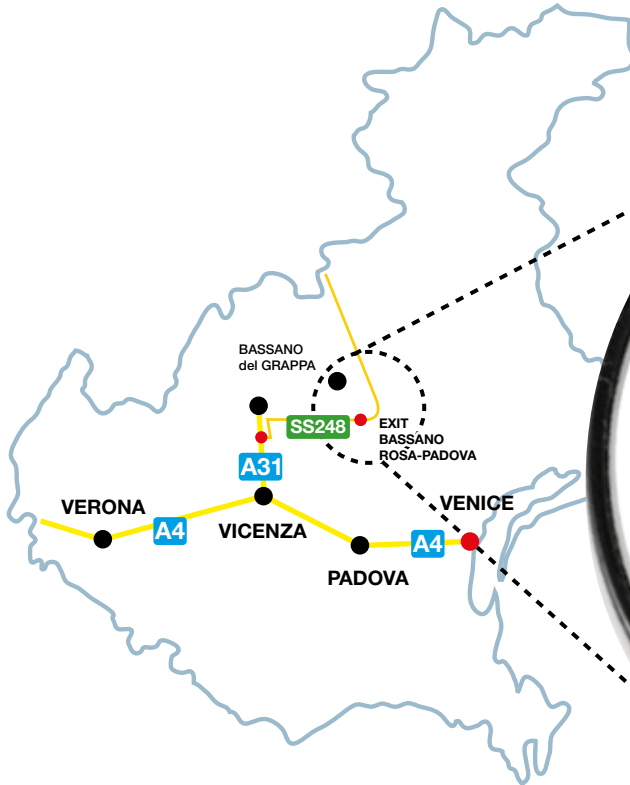 BASSANO
del GRAPPA
SS248
EXIT
BASSANO
ROSA-PADOVA
A31
VERONA
VENICE
A4
VICENZA
A4
PADOVA